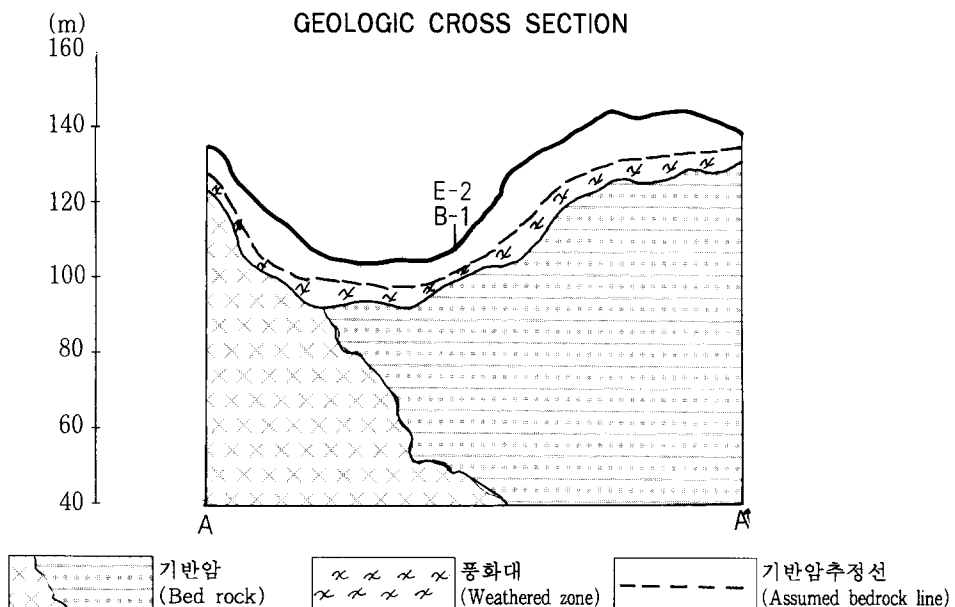 GEOLOGIC CROSS SECTION
(m)
160
140
120
100
80
60
40
E-2
B-1
A
A'
기반암
(Bed rock)
풍화대
(Weathered zone)
기반암추정선
(Assumed bedrock line)